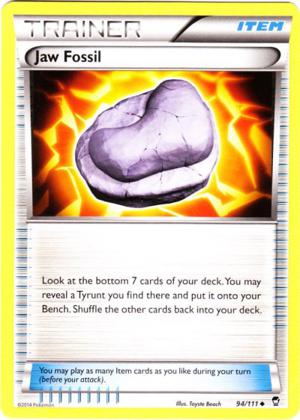 TRAINER
ITEM
Jaw Fossil
Look at the bottom 7 cards of your deck. You may
reveal a Tyrunt you find there and put it onto your
Bench. Shuffle the other cards back into your deck.
You may play as many Item cards as you like during your turn
(before your attack).
©2014 Pokémon
Illus. Toyste Beach
94/111